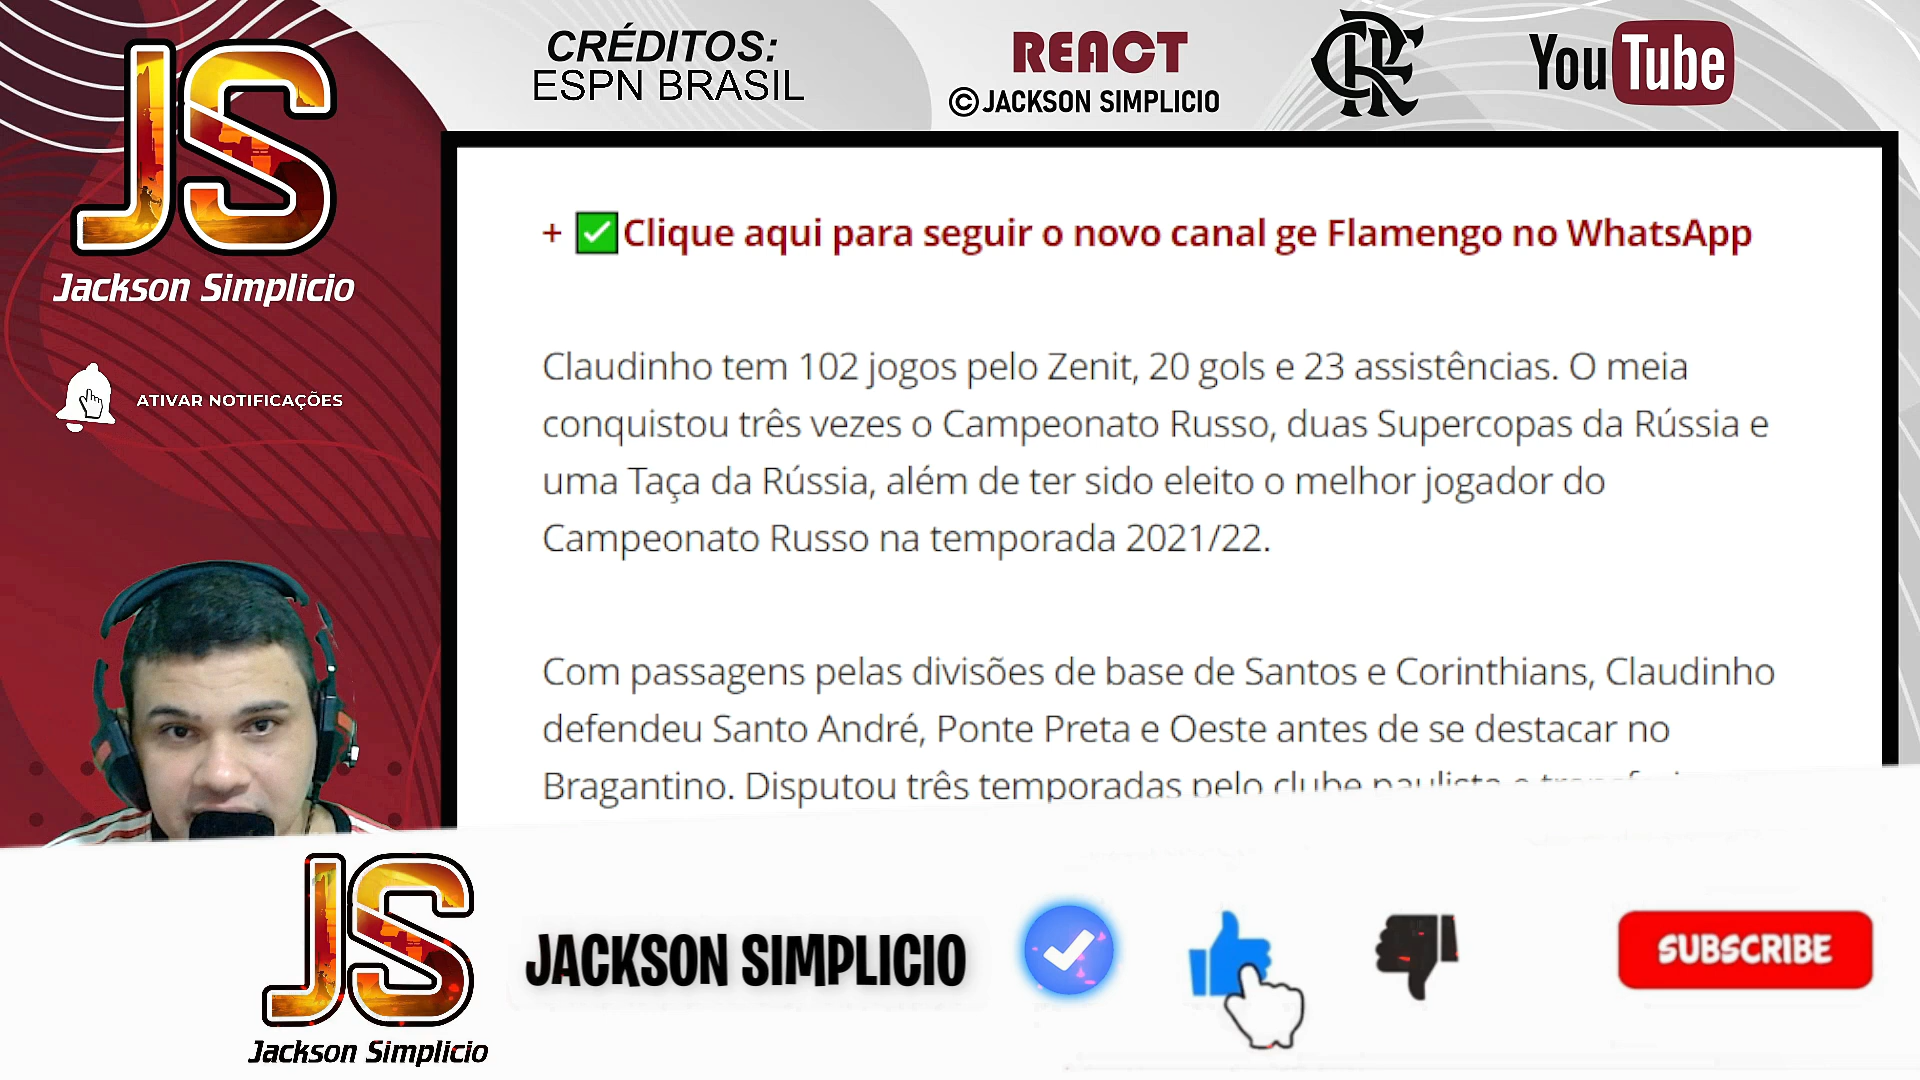 JS
Jackson Simplicio
CRÉDITOS:
ESPN BRASIL
REACT
©JACKSON SIMPLICIO
CRF
YouTube
ATIVAR NOTIFICAÇÕES
+ ✅Clique aqui para seguir o novo canal ge Flamengo no WhatsApp
Claudinho tem 102 jogos pelo Zenit, 20 gols e 23 assistências. O meia
conquistou três vezes o Campeonato Russo, duas Supercopas da Rússia e
uma Taça da Rússia, além de ter sido eleito o melhor jogador do
Campeonato Russo na temporada 2021/22.
Com passagens pelas divisões de base de Santos e Corinthians, Claudinho
defendeu Santo André, Ponte Preta e Oeste antes de se destacar no
Bragantino. Disputou três temporadas pelo clube paulista e
JS
Jackson Simplicio
JACKSON SIMPLICIO
SUBSCRIBE